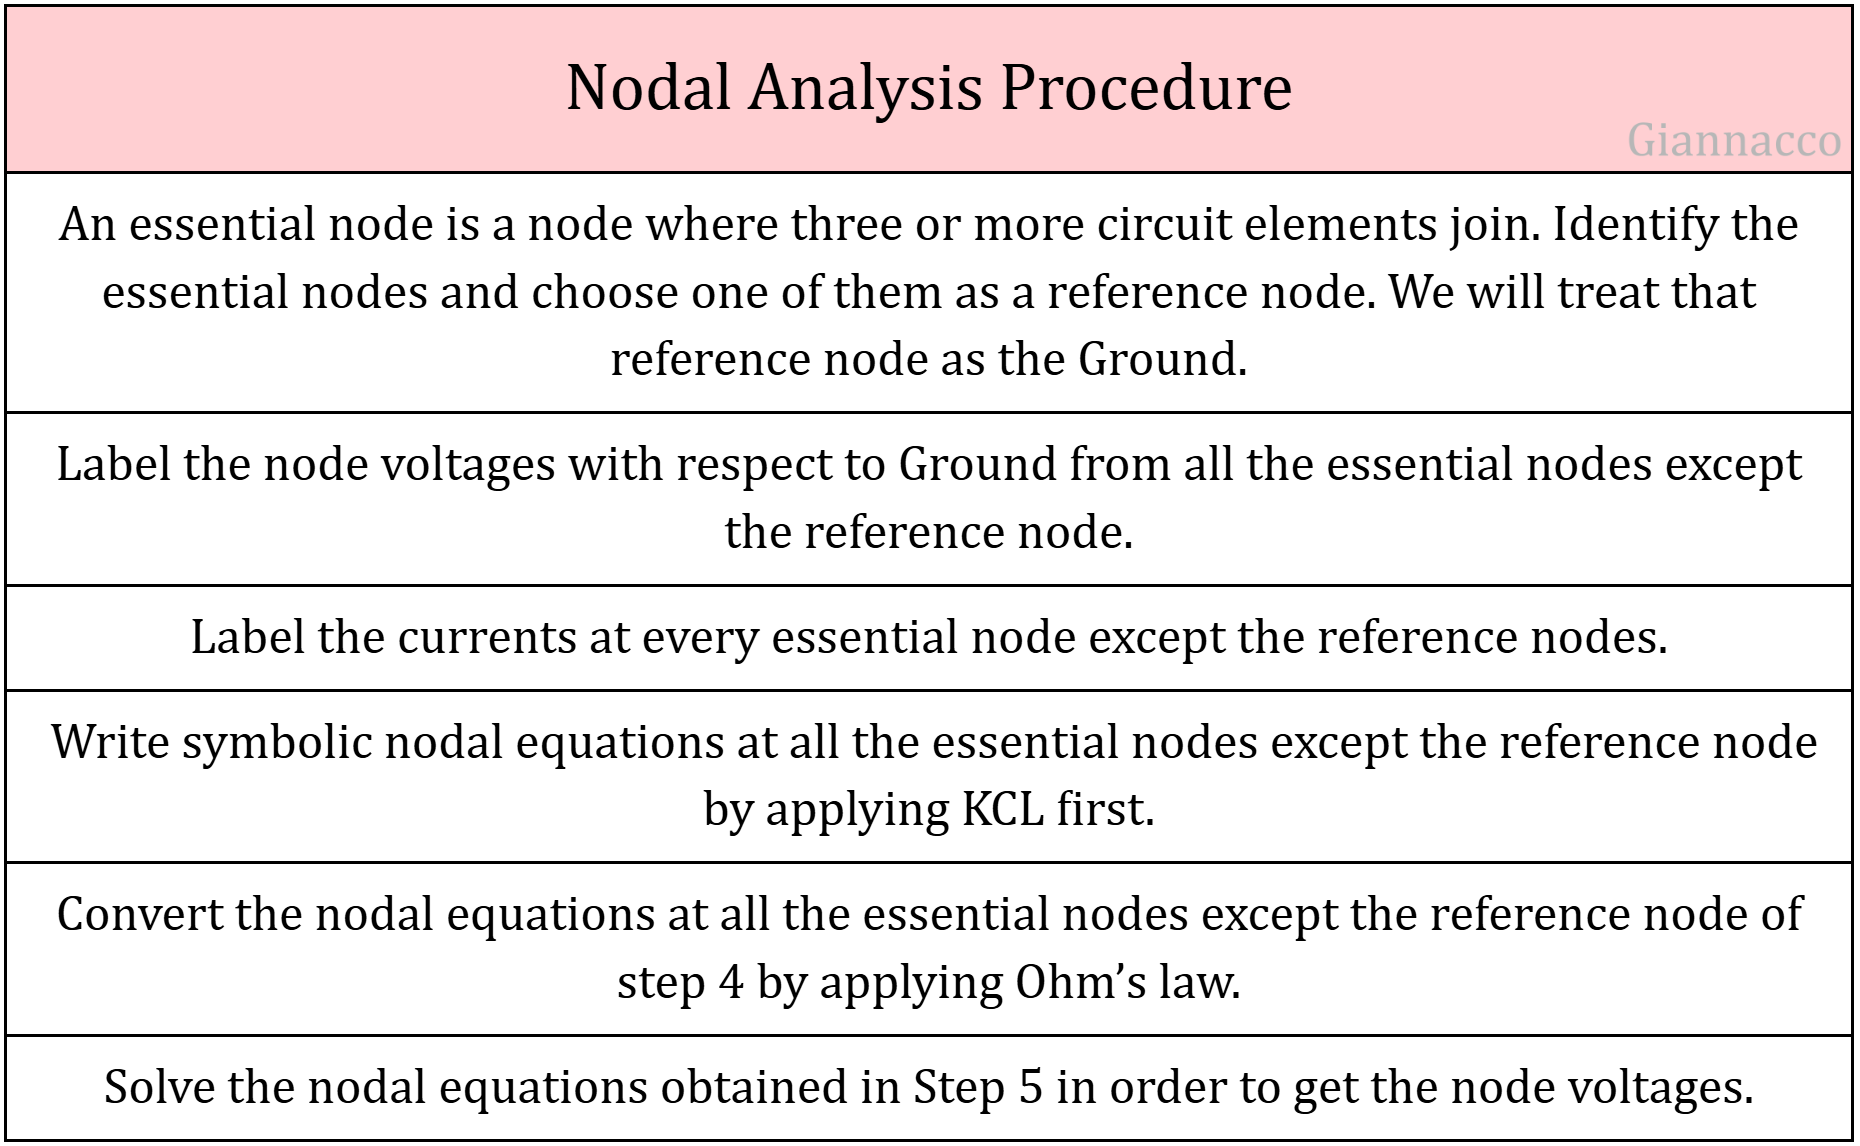 Nodal Analysis Procedure
Giannacco
An essential node is a node where three or more circuit elements join. Identify the
essential nodes and choose one of them as a reference node. We will treat that
reference node as the Ground.
Label the node voltages with respect to Ground from all the essential nodes except
the reference node.
Label the currents at every essential node except the reference nodes.
Write symbolic nodal equations at all the essential nodes except the reference node
by applying KCL first.
Convert the nodal equations at all the essential nodes except the reference node of
step 4 by applying Ohm’s law.
Solve the nodal equations obtained in Step 5 in order to get the node voltages.